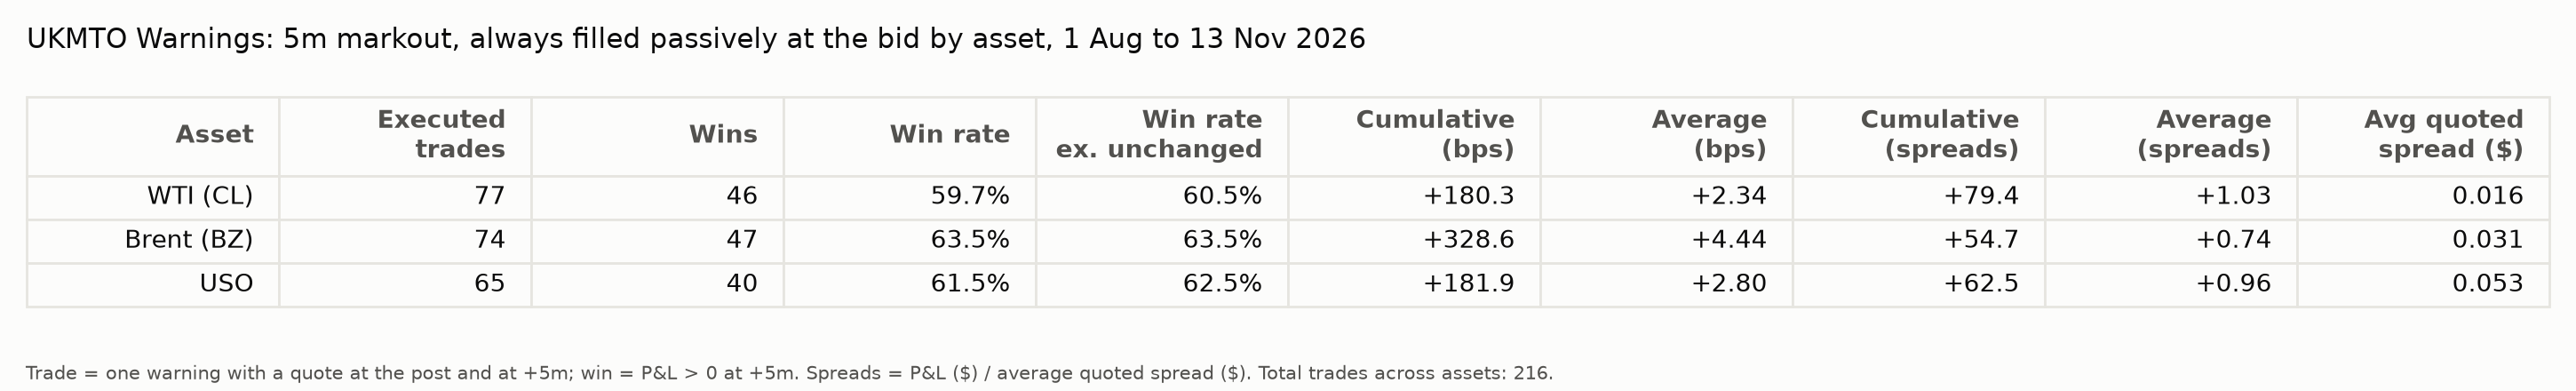 UKMTO Warnings: 5m markout, always filled passively at the bid by asset, 1 Aug to 13 Nov 2026
Asset | Executed trades | Wins | Win rate | Win rate ex. unchanged | Cumulative (bps) | Average (bps) | Cumulative (spreads) | Average (spreads) | Avg quoted spread ($)
WTI (CL) | 77 | 46 | 59.7% | 60.5% | +180.3 | +2.34 | +79.4 | +1.03 | 0.016
Brent (BZ) | 74 | 47 | 63.5% | 63.5% | +328.6 | +4.44 | +54.7 | +0.74 | 0.031
USO | 65 | 40 | 61.5% | 62.5% | +181.9 | +2.80 | +62.5 | +0.96 | 0.053
Trade = one warning with a quote at the post and at +5m; win = P&L > 0 at +5m. Spreads = P&L ($) / average quoted spread ($). Total trades across assets: 216.